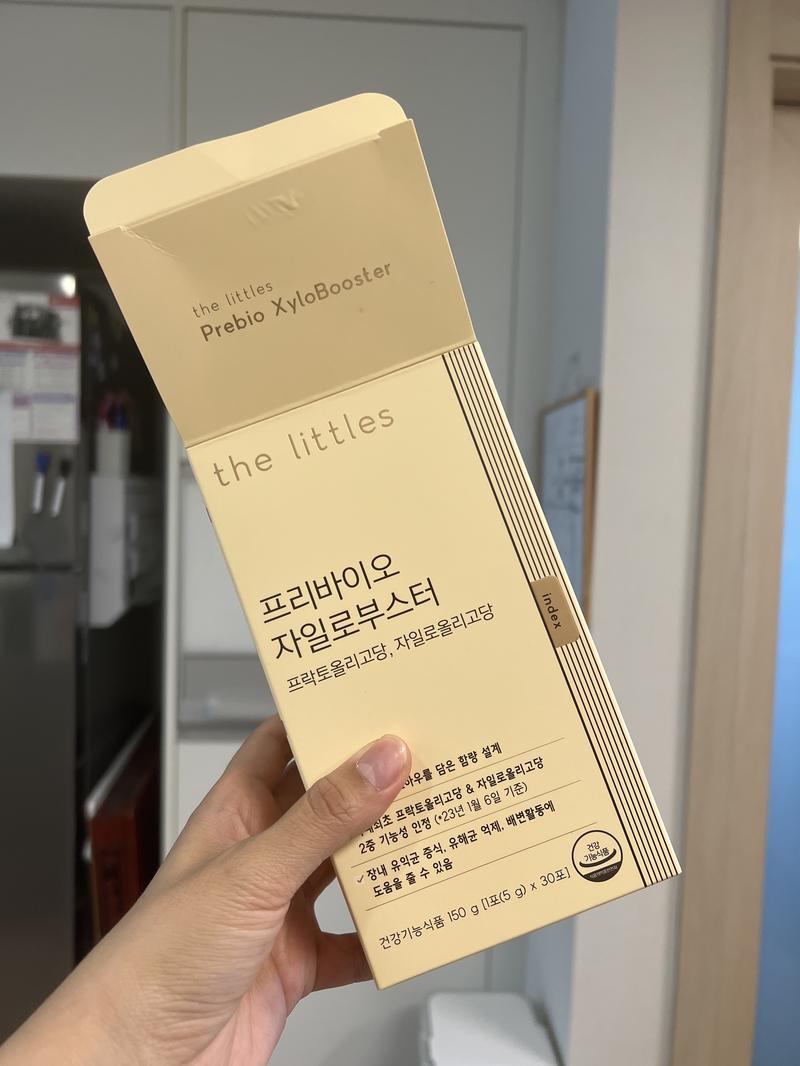 the littles
Prebio XyloBooster
the littles
프리바이오
자일로부스터
프락토올리고당, 자일로올리고당
index
담은 함량 설계
프락토올리고당 & 자일로올리고당
2중 기능성 인정 (*23년 1월 6일 기준)
장내 유익균 증식, 유해균 억제, 배변활동에
도움을 줄 수 있음
건강
기능식품
건강기능식품 150 g [1포(5 g) x 30포]